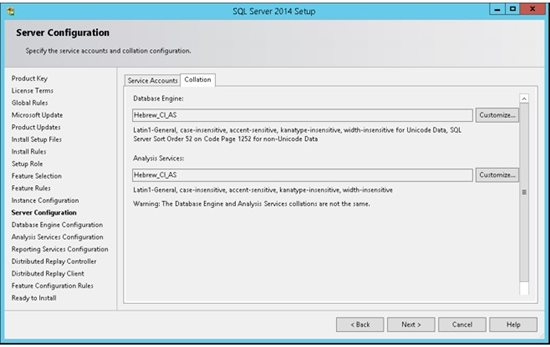 SQL Server 2014 Setup
Server Configuration
Specify the service accounts and collation configuration.
Product Key
License Terms
Global Rules
Microsoft Update
Product Updates
Install Setup Files
Install Rules
Setup Role
Feature Selection
Feature Rules
Instance Configuration
Server Configuration
Database Engine Configuration
Analysis Services Configuration
Reporting Services Configuration
Distributed Replay Controller
Distributed Replay Client
Feature Configuration Rules
Ready to Install
Service Accounts Collation
Database Engine:
Hebrew_CI_AS Customize...
Latin1-General, case-insensitive, accent-sensitive, kanatype-insensitive, width-insensitive for Unicode Data, SQL
Server Sort Order 52 on Code Page 1252 for non-Unicode Data
Analysis Services:
Hebrew_CI_AS Customize...
Latin1-General, case-insensitive, accent-sensitive, kanatype-insensitive, width-insensitive
Warning: The Database Engine and Analysis Services collations are not the same.
< Back Next > Cancel Help